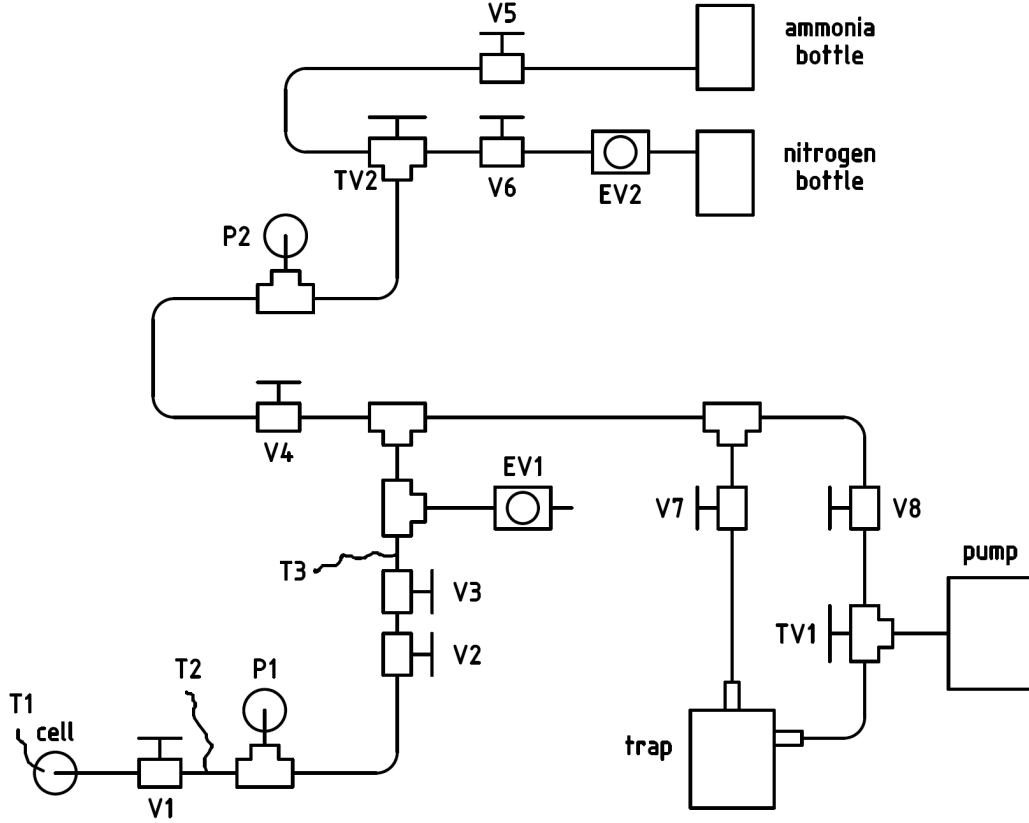 V5
ammonia
bottle
TV2
V6
EV2
nitrogen
bottle
P2
V4
EV1
V7
V8
T3
V3
pump
TV1
V2
T2
P1
T1
cell
trap
V1